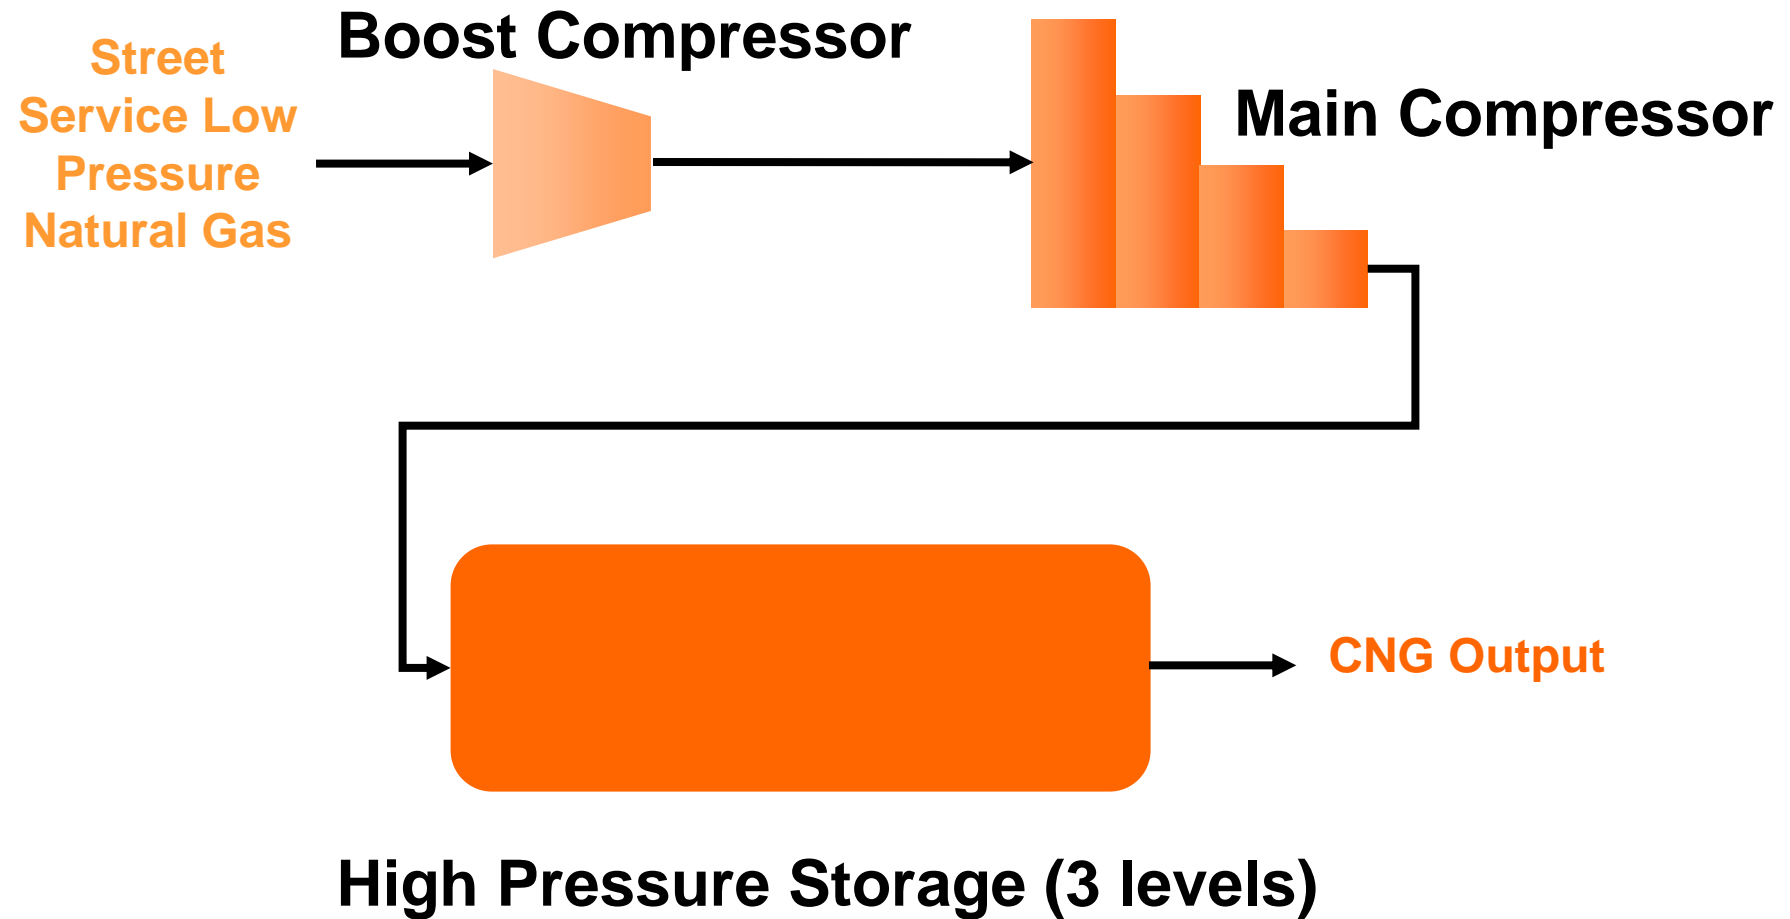 Boost Compressor
Street
Service Low
Pressure
Natural Gas
Main Compressor
CNG Output
High Pressure Storage (3 levels)